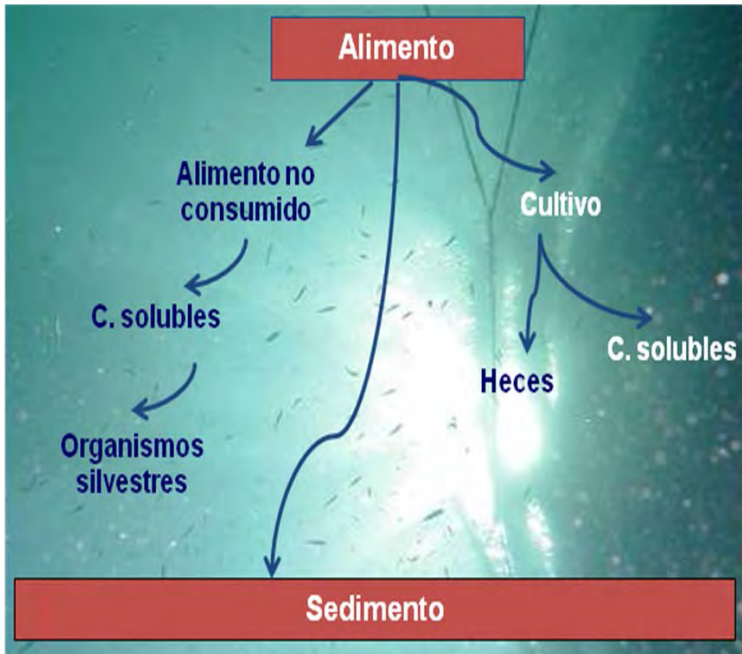 Alimento
Alimento no
consumido
Cultivo
C. solubles
C. solubles
Heces
Organismos
silvestres
Sedimento